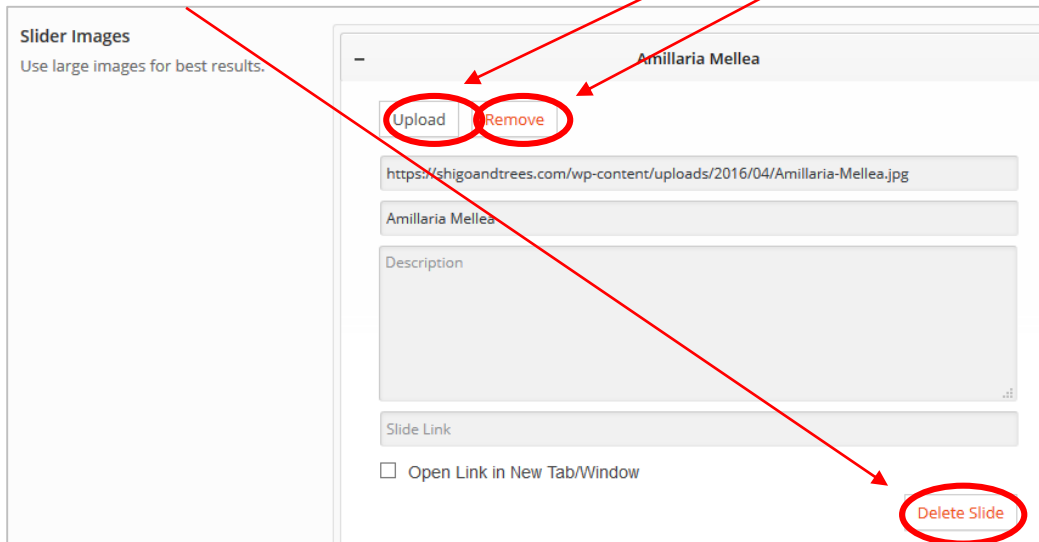 Slider Images
Use large images for best results.
– Amillaria Mellea
Upload Remove
https://shigoandtrees.com/wp-content/uploads/2016/04/Amillaria-Mellea.jpg
Amillaria Mellea
Description
Slide Link
Open Link in New Tab/Window
Delete Slide